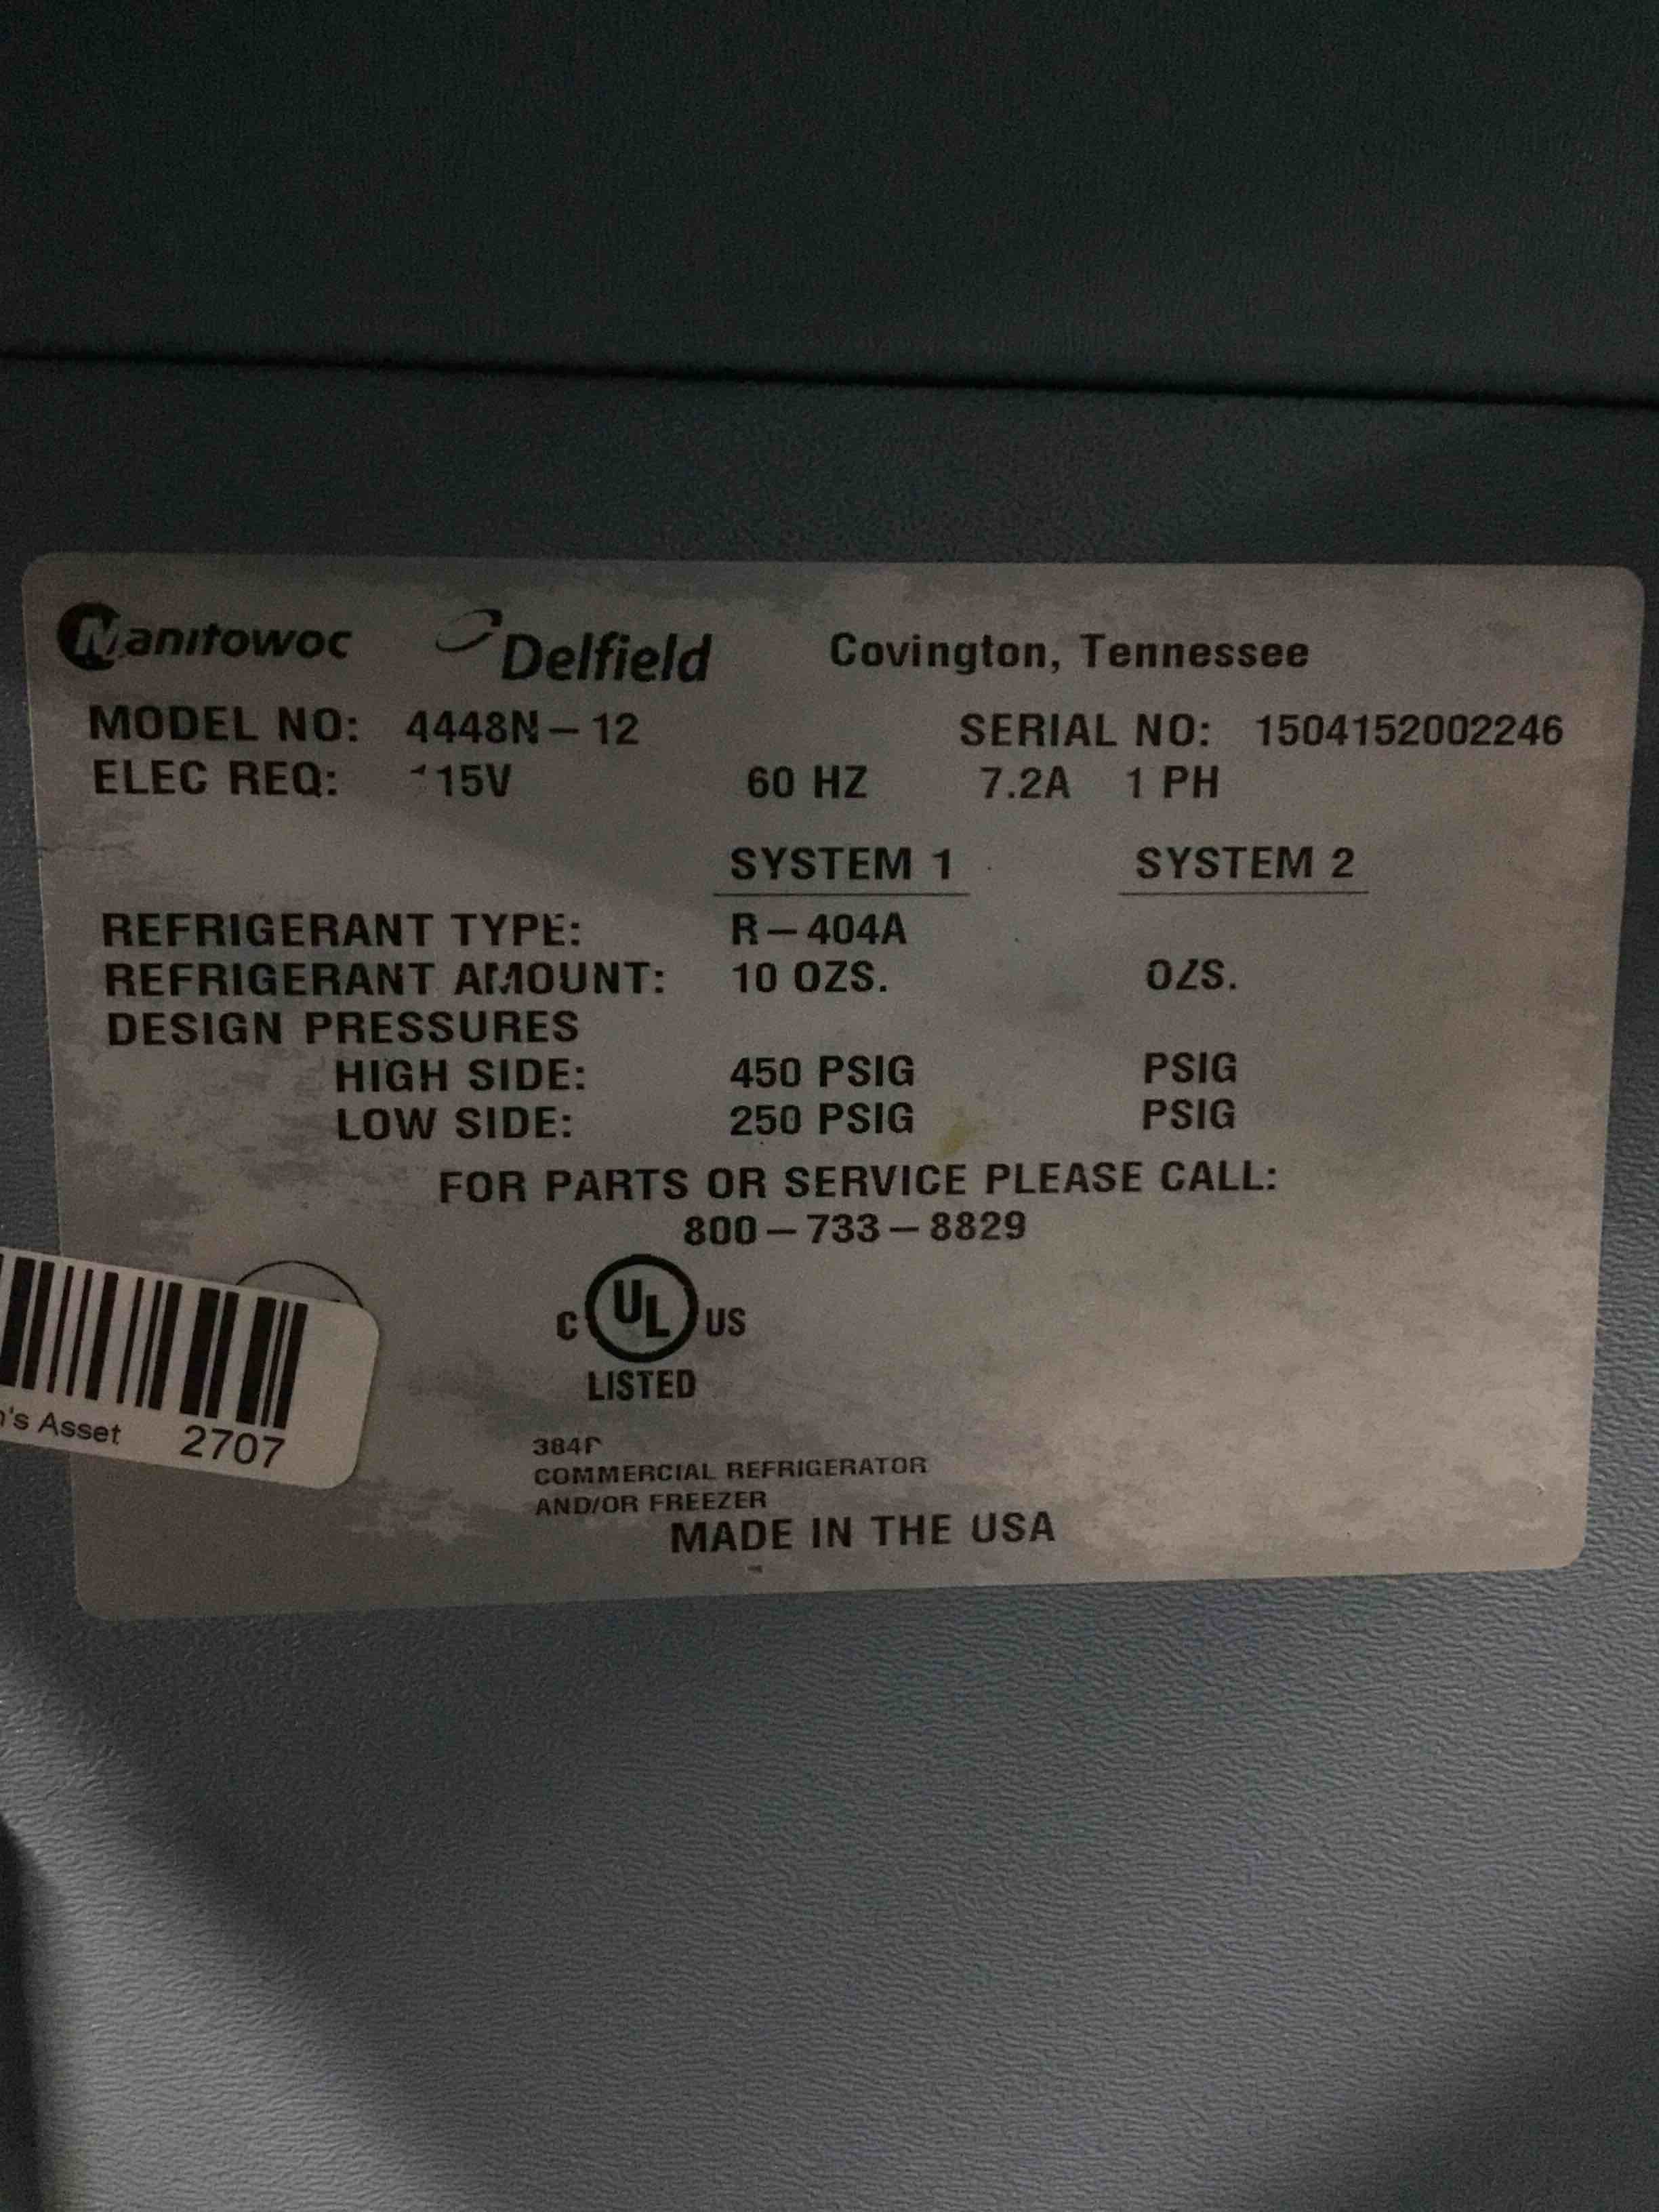 Manitowoc Delfield Covington, Tennessee
MODEL NO: 4448N-12 SERIAL NO: 1504152002246
ELEC REQ: 115V 60 HZ 7.2A 1 PH
SYSTEM 1 SYSTEM 2
REFRIGERANT TYPE: R-404A
REFRIGERANT AMOUNT: 10 OZS. OZS.
DESIGN PRESSURES
HIGH SIDE: 450 PSIG PSIG
LOW SIDE: 250 PSIG PSIG
FOR PARTS OR SERVICE PLEASE CALL:
800-733-8829
C UL US
LISTED
COMMERCIAL REFRIGERATOR
AND/OR FREEZER
MADE IN THE USA
Asset 2707